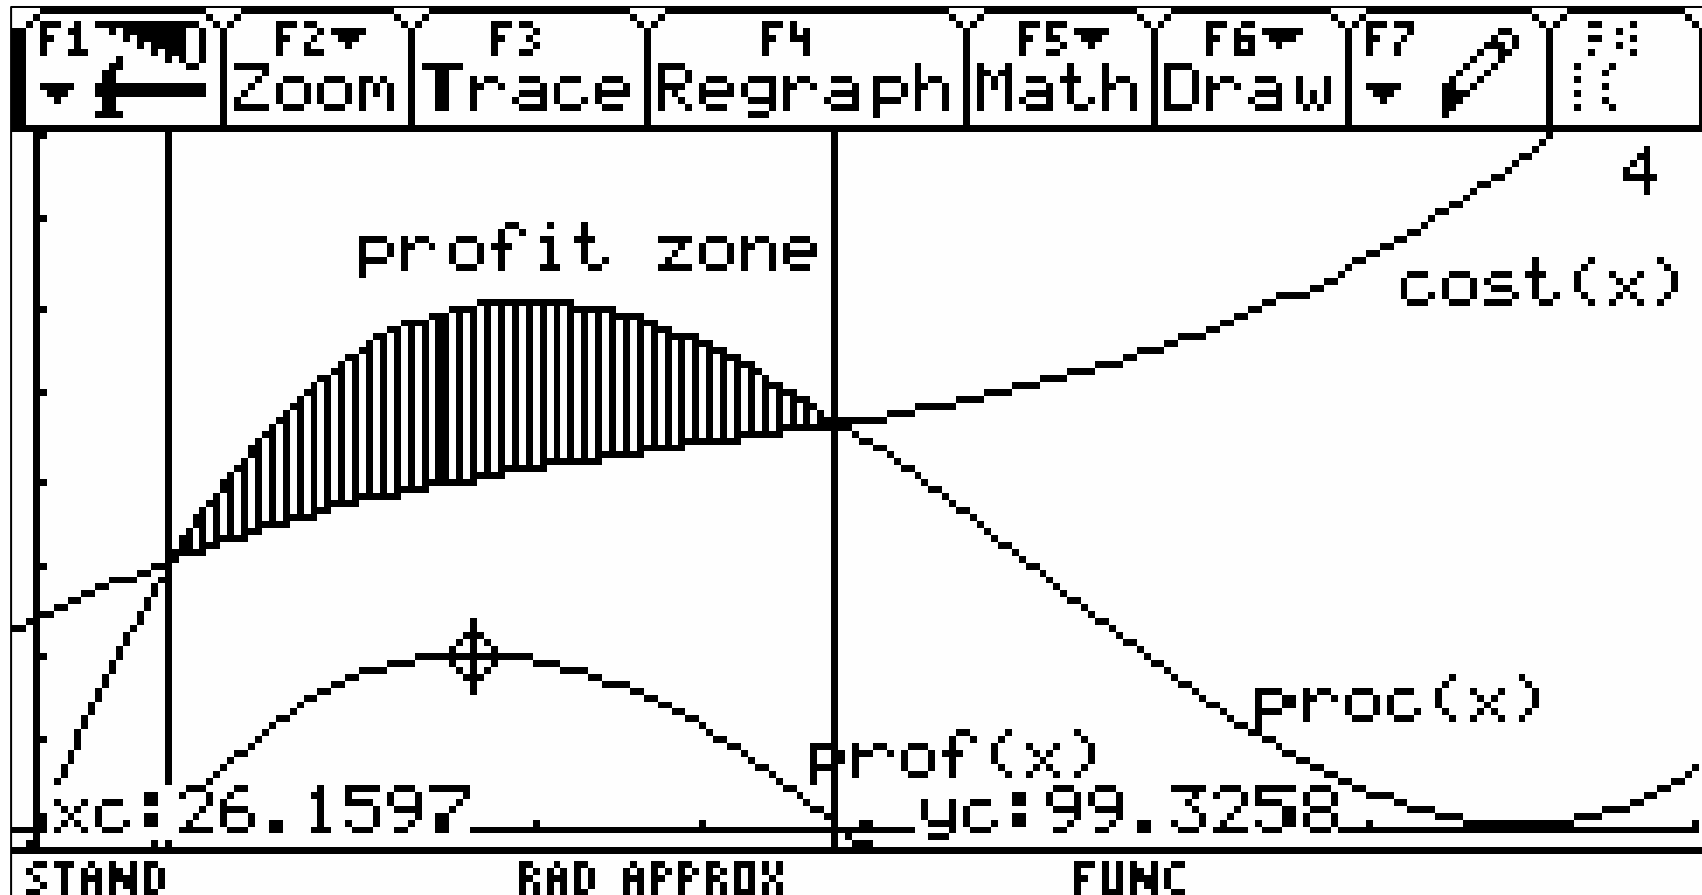 F1 F2 F3 F4 F5 F6 F7
Zoom Trace Regraph Math Draw
4
profit zone
cost(x)
proc(x)
prof(x)
xc:26.1597 yc:99.3258
STAND RAD APPROX FUNC